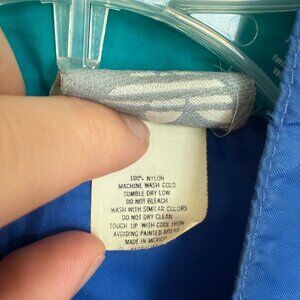 100% NYLON
MACHINE WASH COLD
TUMBLE DRY LOW
DO NOT BLEACH
WASH WITH SIMILAR COLORS
DO NOT DRY CLEAN
TOUCH UP WITH COOL IRON
AVOIDING PAINTED AREAS
MADE IN MEXICO